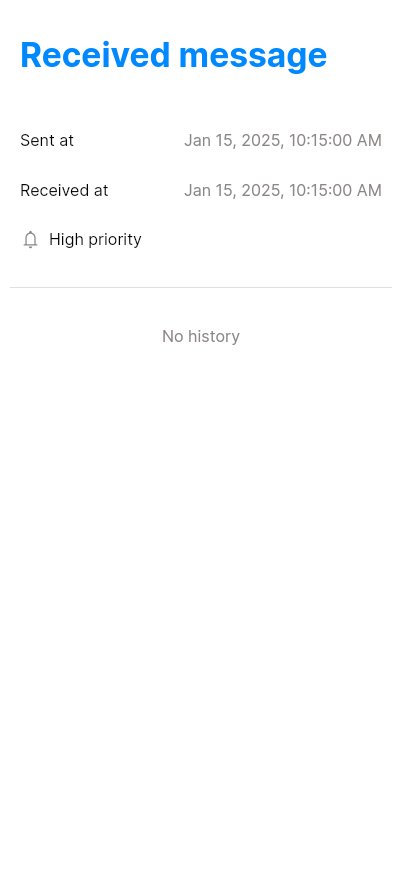 Received message
Sent at Jan 15, 2025, 10:15:00 AM
Received at Jan 15, 2025, 10:15:00 AM
High priority
No history